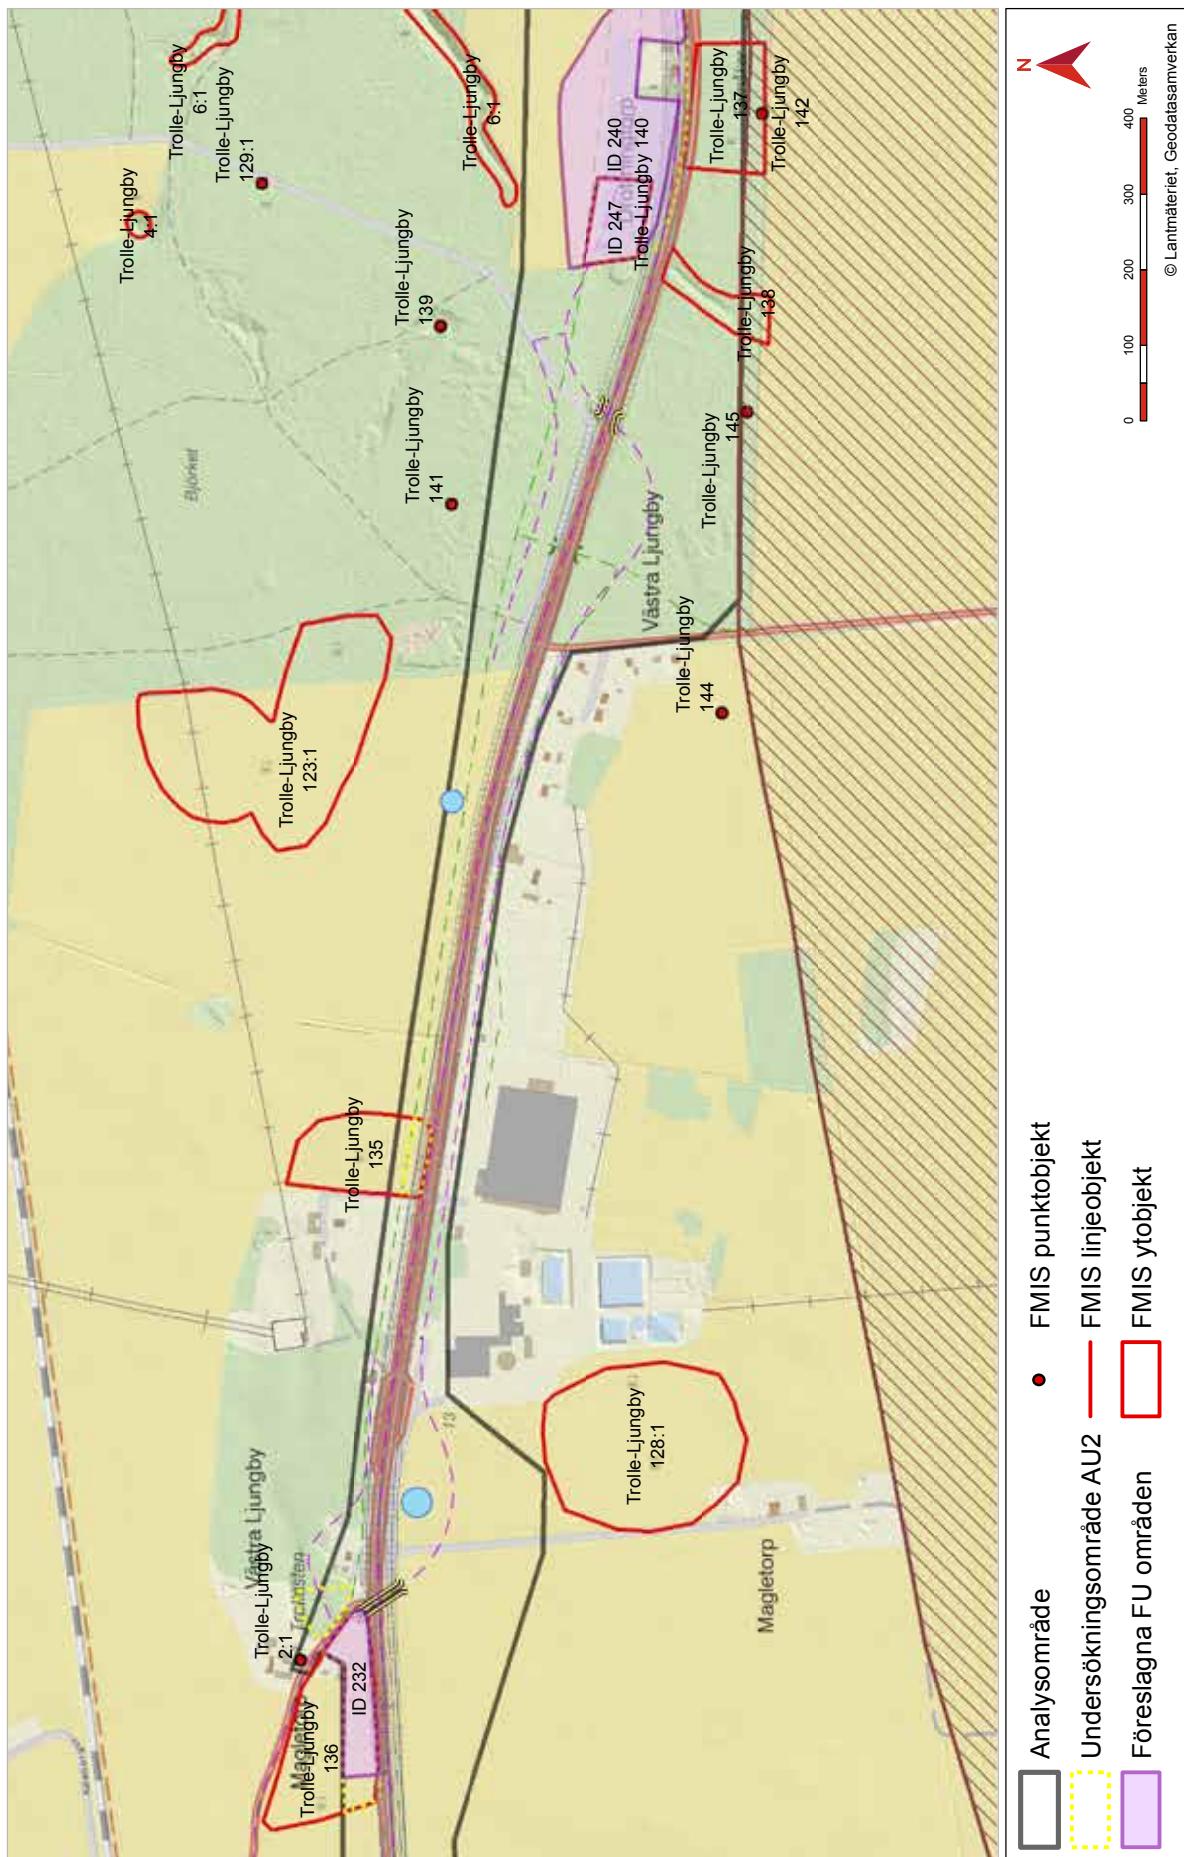 Trolle-Ljungby
136
Magletorp
ID 232
Trolle-Ljungby
2:1
Trollasten
Västra Ljungby
13
Trolle-Ljungby
128:1
Magletorp
Trolle-Ljungby
135
Trolle-Ljungby
123:1
Trolle-Ljungby
144
Västra Ljungby
Björket
Trolle-Ljungby
141
Trolle-Ljungby
145
Trolle-Ljungby
139
Trolle-Ljungby
138
Trolle-Ljungby
4:1
Trolle-Ljungby
129:1
Trolle-Ljungby
6:1
Trolle-Ljungby
6:1
ID 247
ID 240
Trolle-Ljungby 140
Trolle-Ljungby
137
Trolle-Ljungby
142
Analysområde
Undersökningsområde AU2
Föreslagna FU områden
FMIS punktobjekt
FMIS linjeobjekt
FMIS ytobjekt
N
0 100 200 300 400
Meters
© Lantmäteriet, Geodatasamverkan